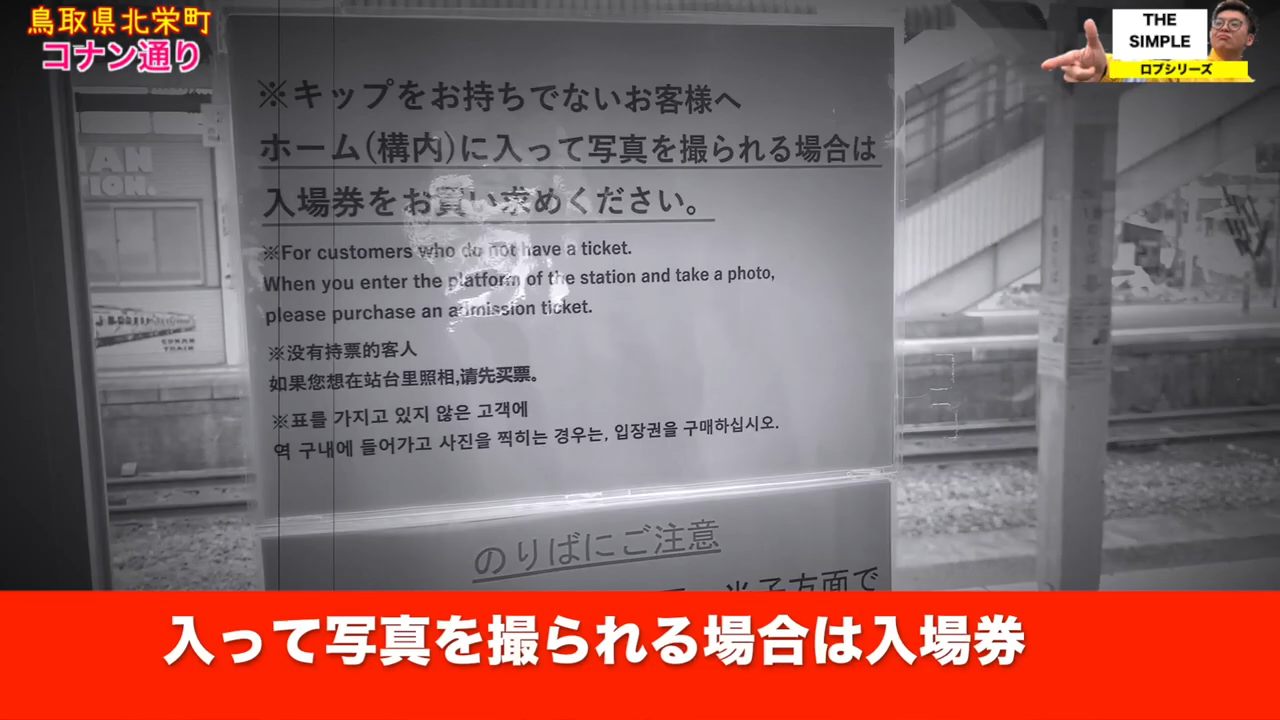 鳥取県北栄町
コナン通り
THE
SIMPLE
ロブシリーズ
※キップをお持ちでないお客様へ
ホーム(構内)に入って写真を撮られる場合は
入場券をお買い求めください。
※For customers who do not have a ticket.
When you enter the platform of the station and take a photo,
please purchase an admission ticket.
※没有持票的客人
如果您想在站台里照相,请先买票。
※표를 가지고 있지 않은 고객에
역 구내에 들어가고 사진을 찍히는 경우는, 입장권을 구매하십시오.
CONAN
TRAIN
のりばにご注意
米子方面で
入って写真を撮られる場合は入場券